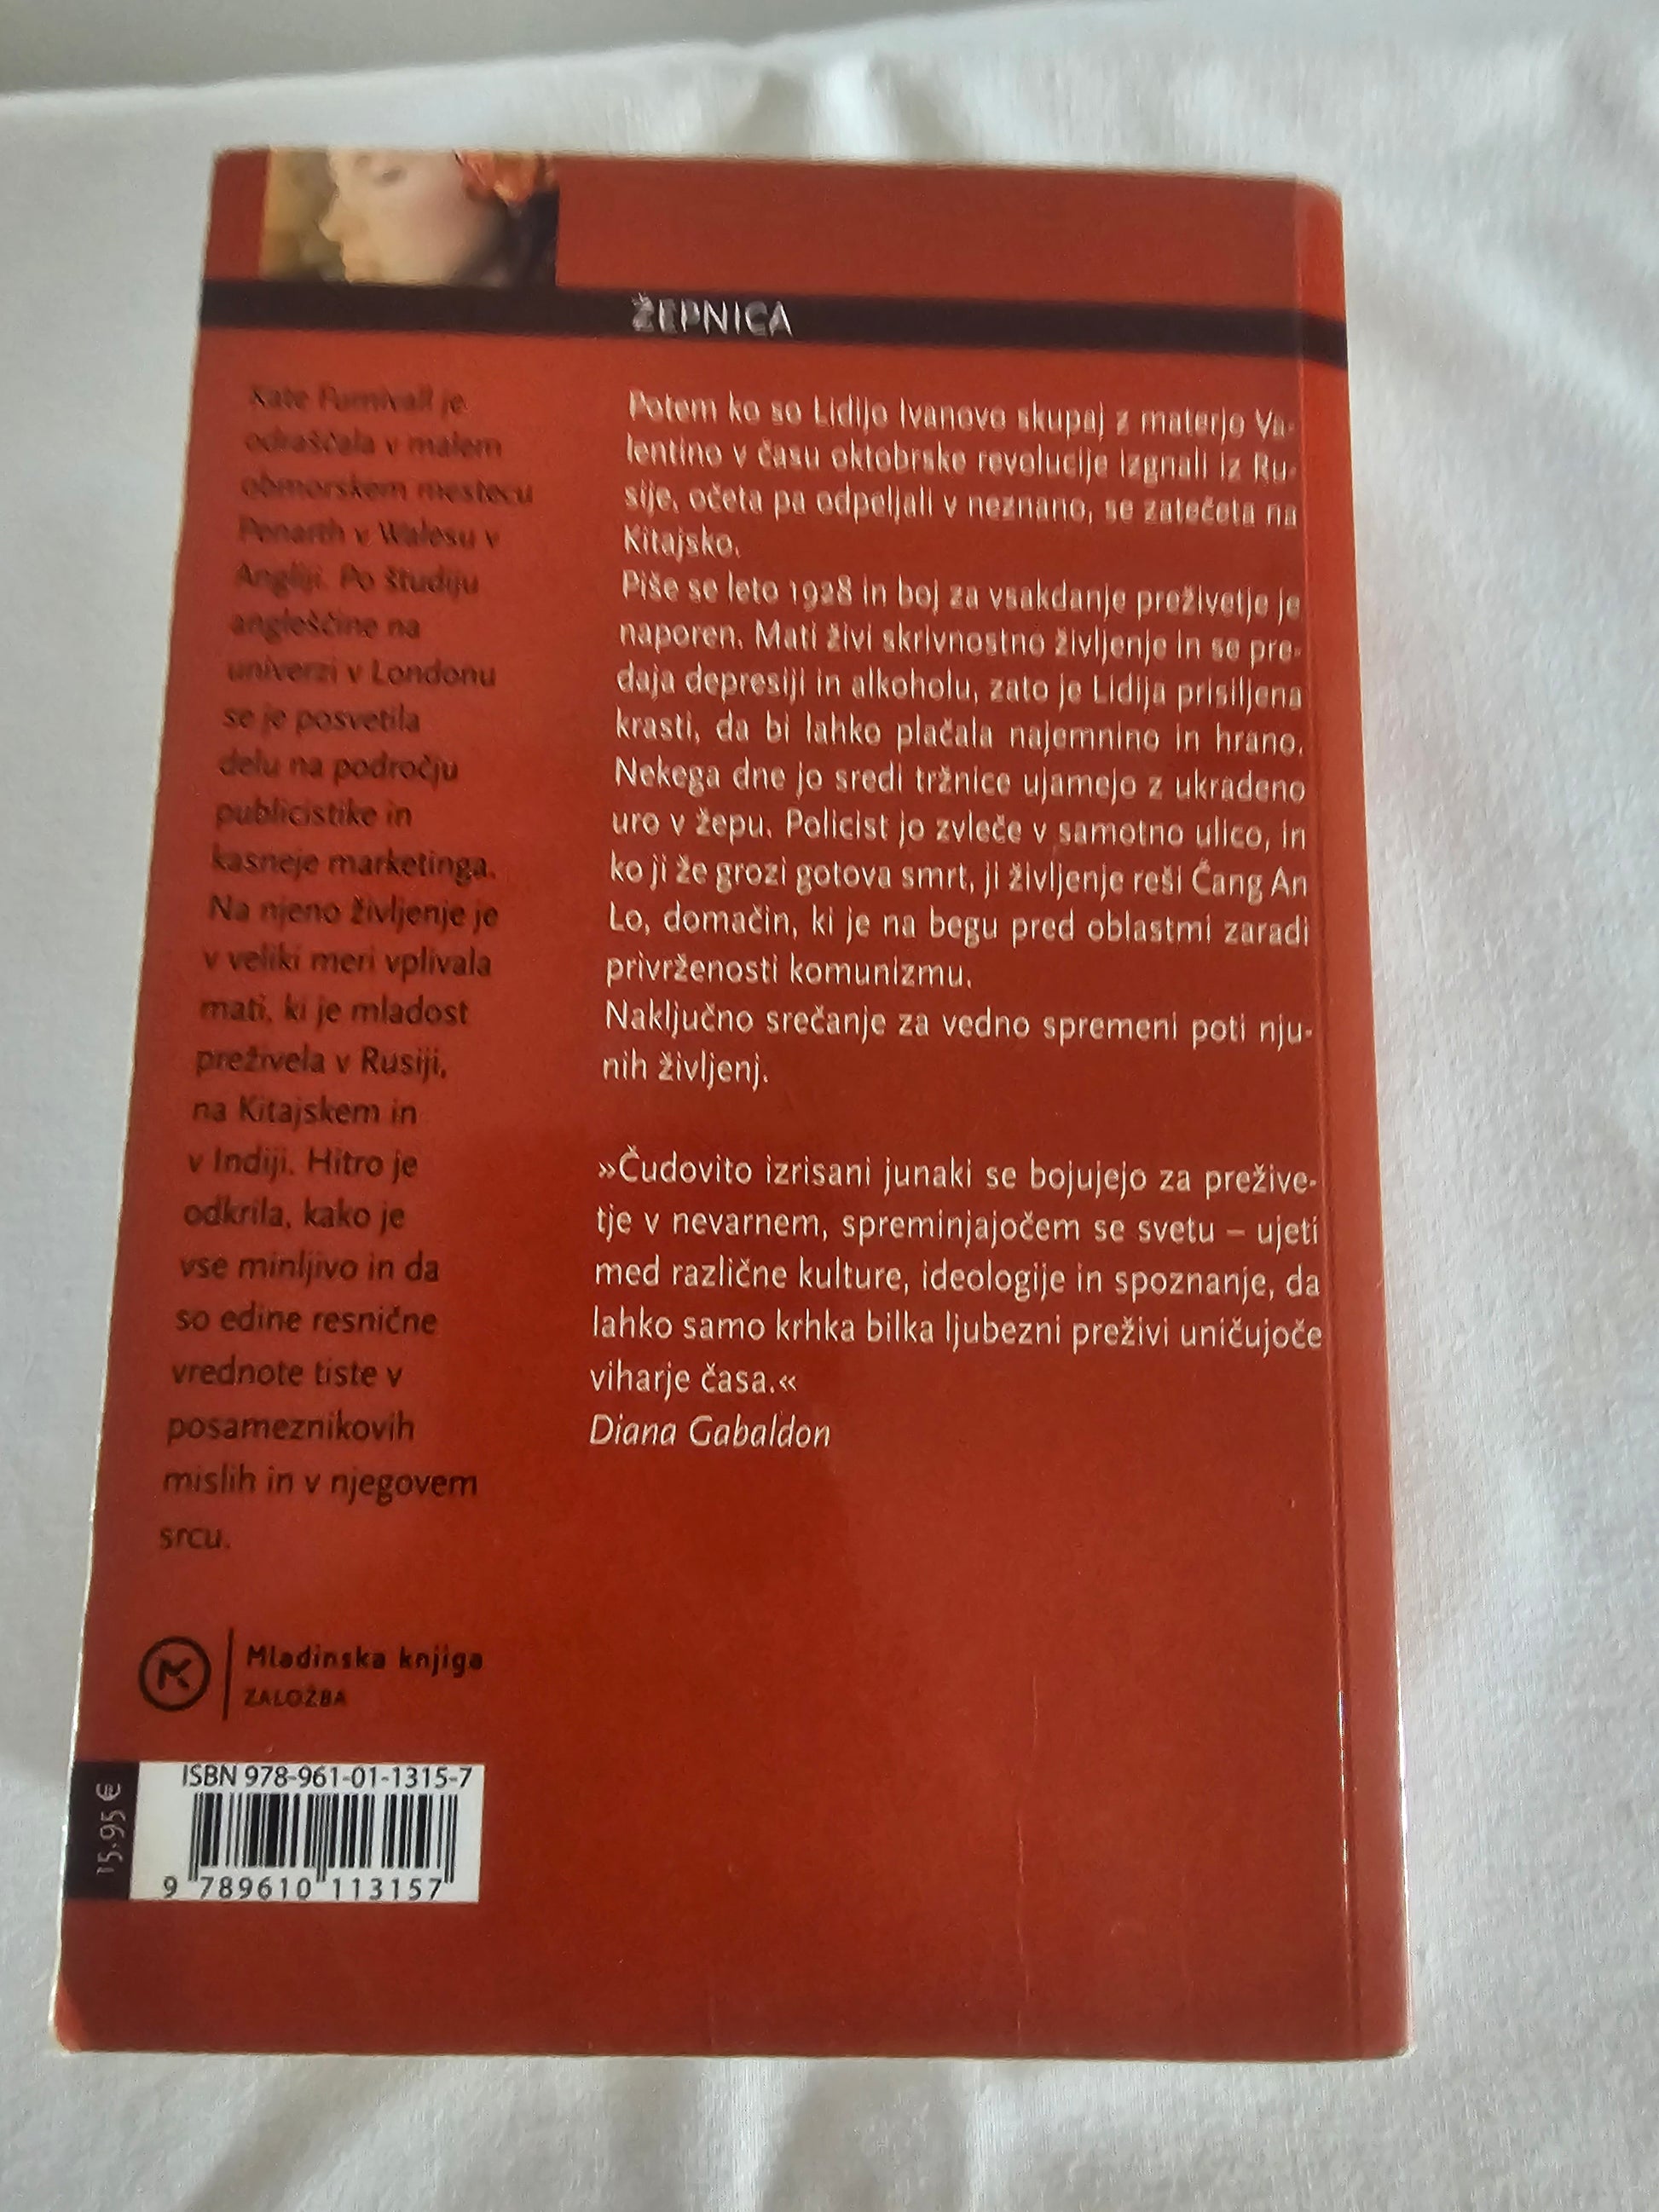 ŽEPNICA
Kate Furnivall je
odraščala v malem
obmorskem mestecu
Penarth v Walesu v
Angliji. Po študiju
angleščine na
univerzi v Londonu
se je posvetila
delu na področju
publicistike in
kasneje marketinga.
Na njeno življenje je
v veliki meri vplivala
mati, ki je mladost
preživela v Rusiji,
na Kitajskem in
v Indiji. Hitro je
odkrila, kako je
vse minljivo in da
so edine resnične
vrednote tiste v
posameznikovih
mislih in v njegovem
srcu.
Potem ko so Lidijo Ivanovo skupaj z materjo Va-
lentino v času oktobrske revolucije izgnali iz Ru-
sije, očeta pa odpeljali v neznano, se zatečeta na
Kitajsko.
Piše se leto 1928 in boj za vsakdanje preživetje je
naporen. Mati živi skrivnostno življenje in se pre-
daja depresiji in alkoholu, zato je Lidija prisiljena
krasti, da bi lahko plačala najemnino in hrano.
Nekega dne jo sredi tržnice ujamejo z ukradeno
uro v žepu. Policist jo zvleče v samotno ulico, in
ko ji že grozi gotova smrt, ji življenje reši Čang An
Lo, domačin, ki je na begu pred oblastmi zaradi
privrženosti komunizmu.
Naključno srečanje za vedno spremeni poti nju-
nih življenj.
»Čudovito izrisani junaki se bojujejo za prežive-
tje v nevarnem, spreminjajočem se svetu – ujeti
med različne kulture, ideologije in spoznanje, da
lahko samo krhka bilka ljubezni preživi uničujoče
viharje časa.«
Diana Gabaldon
Mladinska knjiga
ZALOŽBA
15,95 €
ISBN 978-961-01-1315-7
9 789610 113157